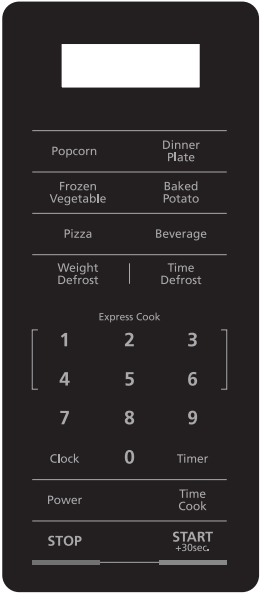 Popcorn Dinner Plate
Frozen Vegetable Baked Potato
Pizza Beverage
Weight Defrost Time Defrost
Express Cook
1 2 3
4 5 6
7 8 9
Clock 0 Timer
Power Time Cook
STOP START +30sec.